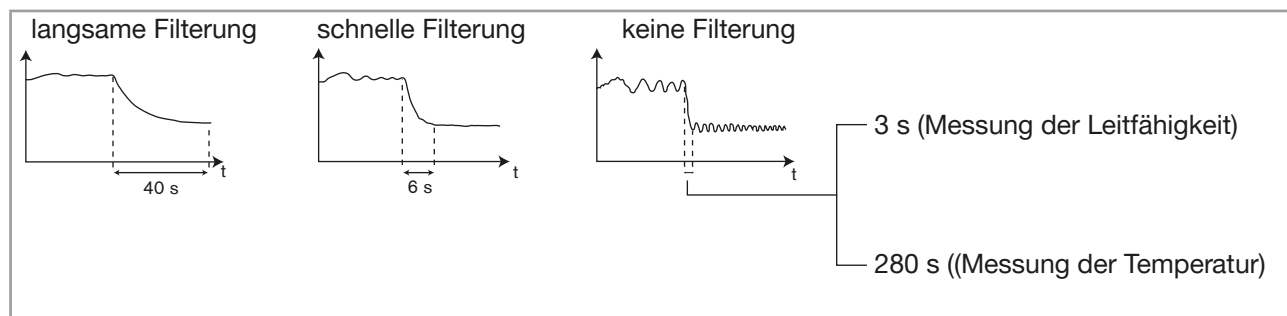 langsame Filterung
schnelle Filterung
keine Filterung
t
40 s
t
6 s
t
3 s (Messung der Leitfähigkeit)
280 s ((Messung der Temperatur)